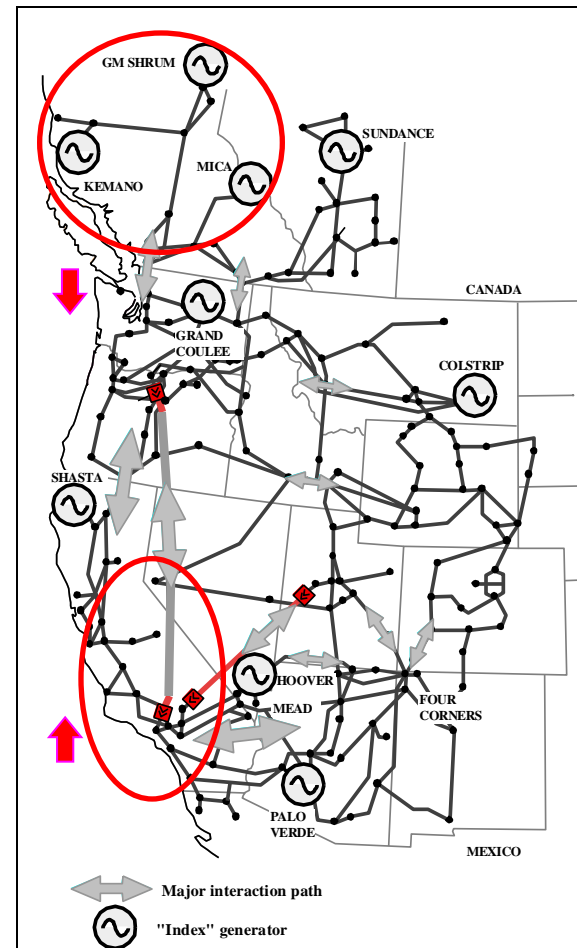 GM SHRUM
SUNDANCE
KEMANO
MICA
CANADA
GRAND
COULEE
COLSTRIP
SHASTA
HOOVER
MEAD
FOUR
CORNERS
PALO
VERDE
MEXICO
Major interaction path
"Index" generator